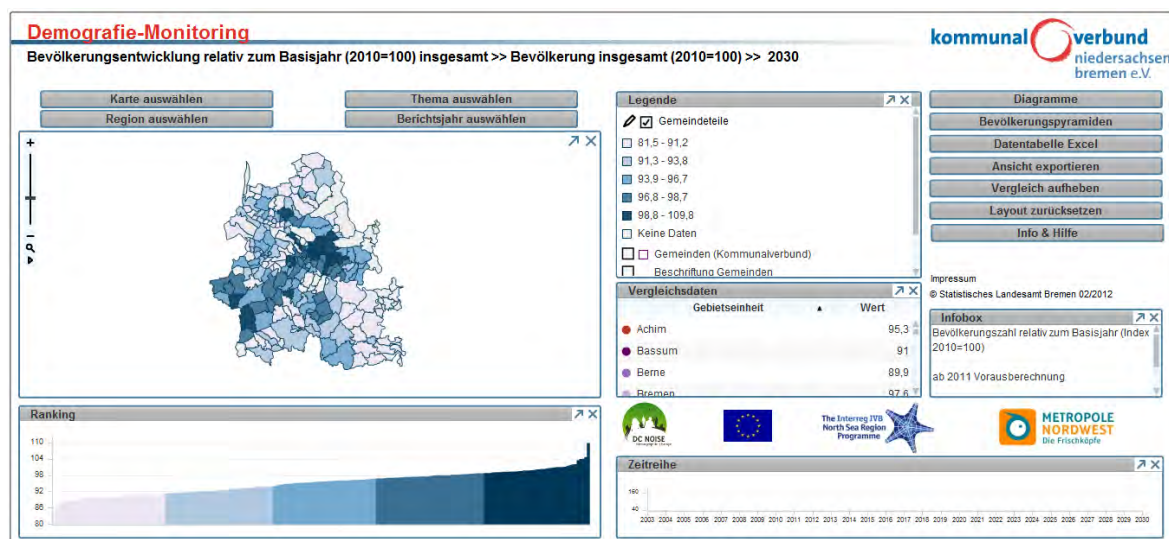 Demografie-Monitoring
Bevölkerungsentwicklung relativ zum Basisjahr (2010=100) insgesamt >> Bevölkerung insgesamt (2010=100) >> 2030
kommunalverbund
niedersachsen
bremen e.V.
Karte auswählen
Thema auswählen
Region auswählen
Berichtsjahr auswählen
+
−
Legende
Gemeindeteile
81,5 - 91,2
91,3 - 93,8
93,9 - 96,7
96,8 - 98,7
98,8 - 109,8
Keine Daten
Gemeinden (Kommunalverbund)
Beschriftung Gemeinden
Diagramme
Bevölkerungspyramiden
Datentabelle Excel
Ansicht exportieren
Vergleich aufheben
Layout zurücksetzen
Info & Hilfe
Impressum
© Statistisches Landesamt Bremen 02/2012
Vergleichsdaten
Gebietseinheit ▲ Wert
Achim 95,3
Bassum 91
Berne 89,9
Bremen 97,6
Infobox
Bevölkerungszahl relativ zum Basisjahr (Index
2010=100)
ab 2011 Vorausberechnung
Ranking
110
104
98
92
86
80
DC NOISE
The Interreg IVB
North Sea Region
Programme
METROPOLE
NORDWEST
Die Frischköpfe
Zeitreihe
160
40
2003 2004 2005 2006 2007 2008 2009 2010 2011 2012 2013 2014 2015 2016 2017 2018 2019 2020 2021 2022 2023 2024 2025 2026 2027 2028 2029 2030